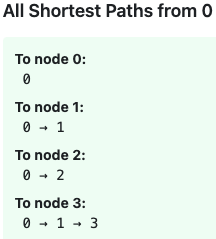 All Shortest Paths from 0
To node 0:
0
To node 1:
0 → 1
To node 2:
0 → 2
To node 3:
0 → 1 → 3